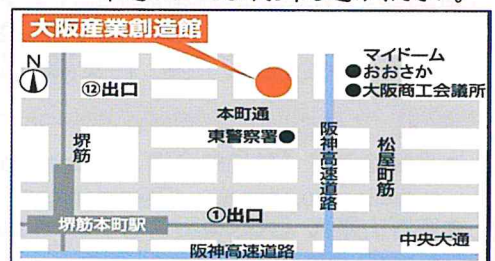 大阪産業創造館
N
マイドーム
●おおさか
●大阪商工会議所
⑫出口
本町通
東警察署●
堺筋
阪神高速道路
松屋町筋
①出口
堺筋本町駅
中央大通
阪神高速道路